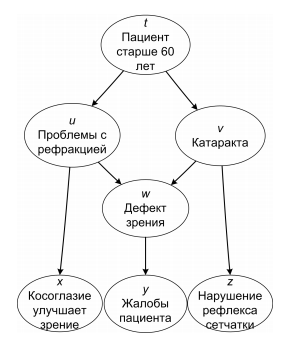 t
Пациент
старше 60
лет
u
Проблемы с
рефракцией
v
Катаракта
w
Дефект
зрения
x
Косоглазие
улучшает
зрение
y
Жалобы
пациента
z
Нарушение
рефлекса
сетчатки